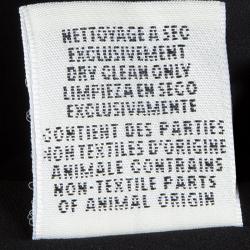 NETTOYAGE A SEC
EXCLUSIVEMENT
DRY CLEAN ONLY
LIMPIEZA EN SECO
EXCLUSIVAMENTE
CONTIENT DES PARTIES
NON TEXTILES D'ORIGINE
ANIMALE CONTRAINS
NON-TEXTILE PARTS
OF ANIMAL ORIGIN